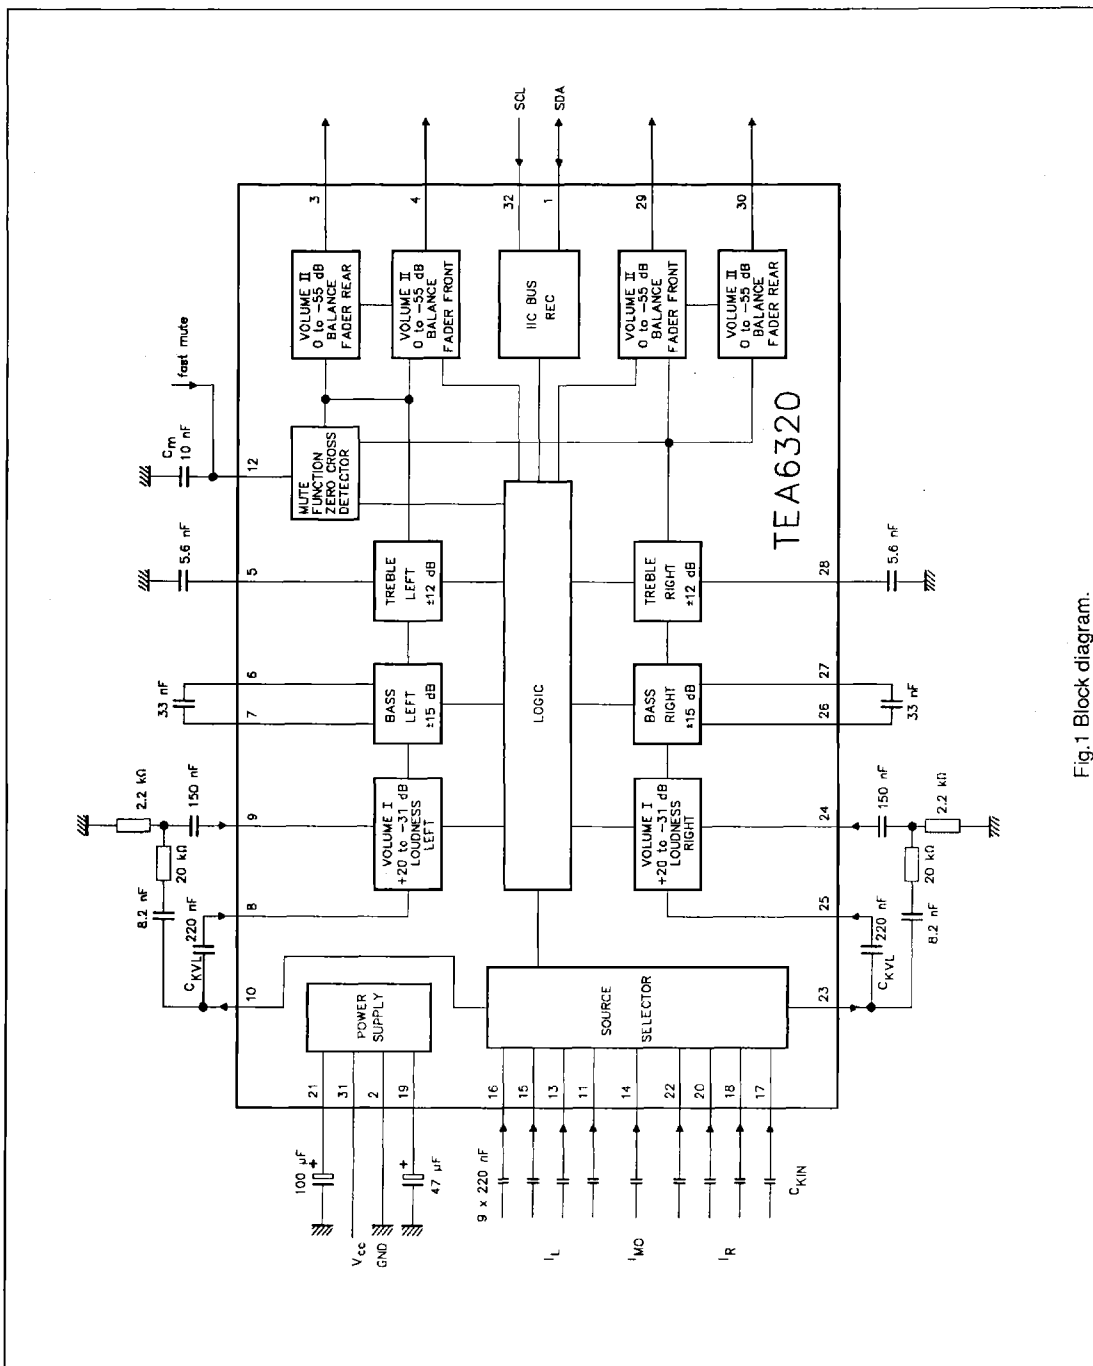 SCL
SDA
3
4
32
1
29
30
VOLUME II
0 to -55 dB
BALANCE
FADER REAR
VOLUME II
0 to -55 dB
BALANCE
FADER FRONT
IIC BUS
REC
VOLUME II
0 to -55 dB
BALANCE
FADER FRONT
VOLUME II
0 to -55 dB
BALANCE
FADER REAR
fast mute
Cm
10 nF
12
MUTE
FUNCTION
ZERO CROSS
DETECTOR
TEA6320
5.6 nF
5
TREBLE
LEFT
±12 dB
TREBLE
RIGHT
±12 dB
28
5.6 nF
33 nF
6
7
BASS
LEFT
±15 dB
LOGIC
BASS
RIGHT
±15 dB
27
26
33 nF
2.2 kΩ
150 nF
20 kΩ
8.2 nF
220 nF
CKVL
9
8
10
VOLUME I
+20 to -31 dB
LOUDNESS
LEFT
VOLUME I
+20 to -31 dB
LOUDNESS
RIGHT
24
25
23
150 nF
2.2 kΩ
20 kΩ
8.2 nF
220 nF
CKVL
POWER
SUPPLY
SOURCE
SELECTOR
21
31
2
19
16
15
13
11
14
22
20
18
17
100 µF
+
Vcc
GND
+
47 µF
9 x 220 nF
CKIN
IL
IMO
IR
Fig.1 Block diagram.